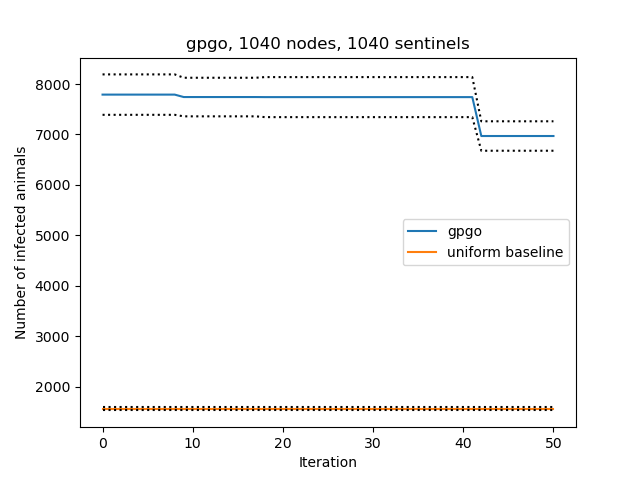 gpgo, 1040 nodes, 1040 sentinels
Number of infected animals
8000
7000
6000
5000
4000
3000
2000
gpgo
uniform baseline
0
10
20
30
40
50
Iteration